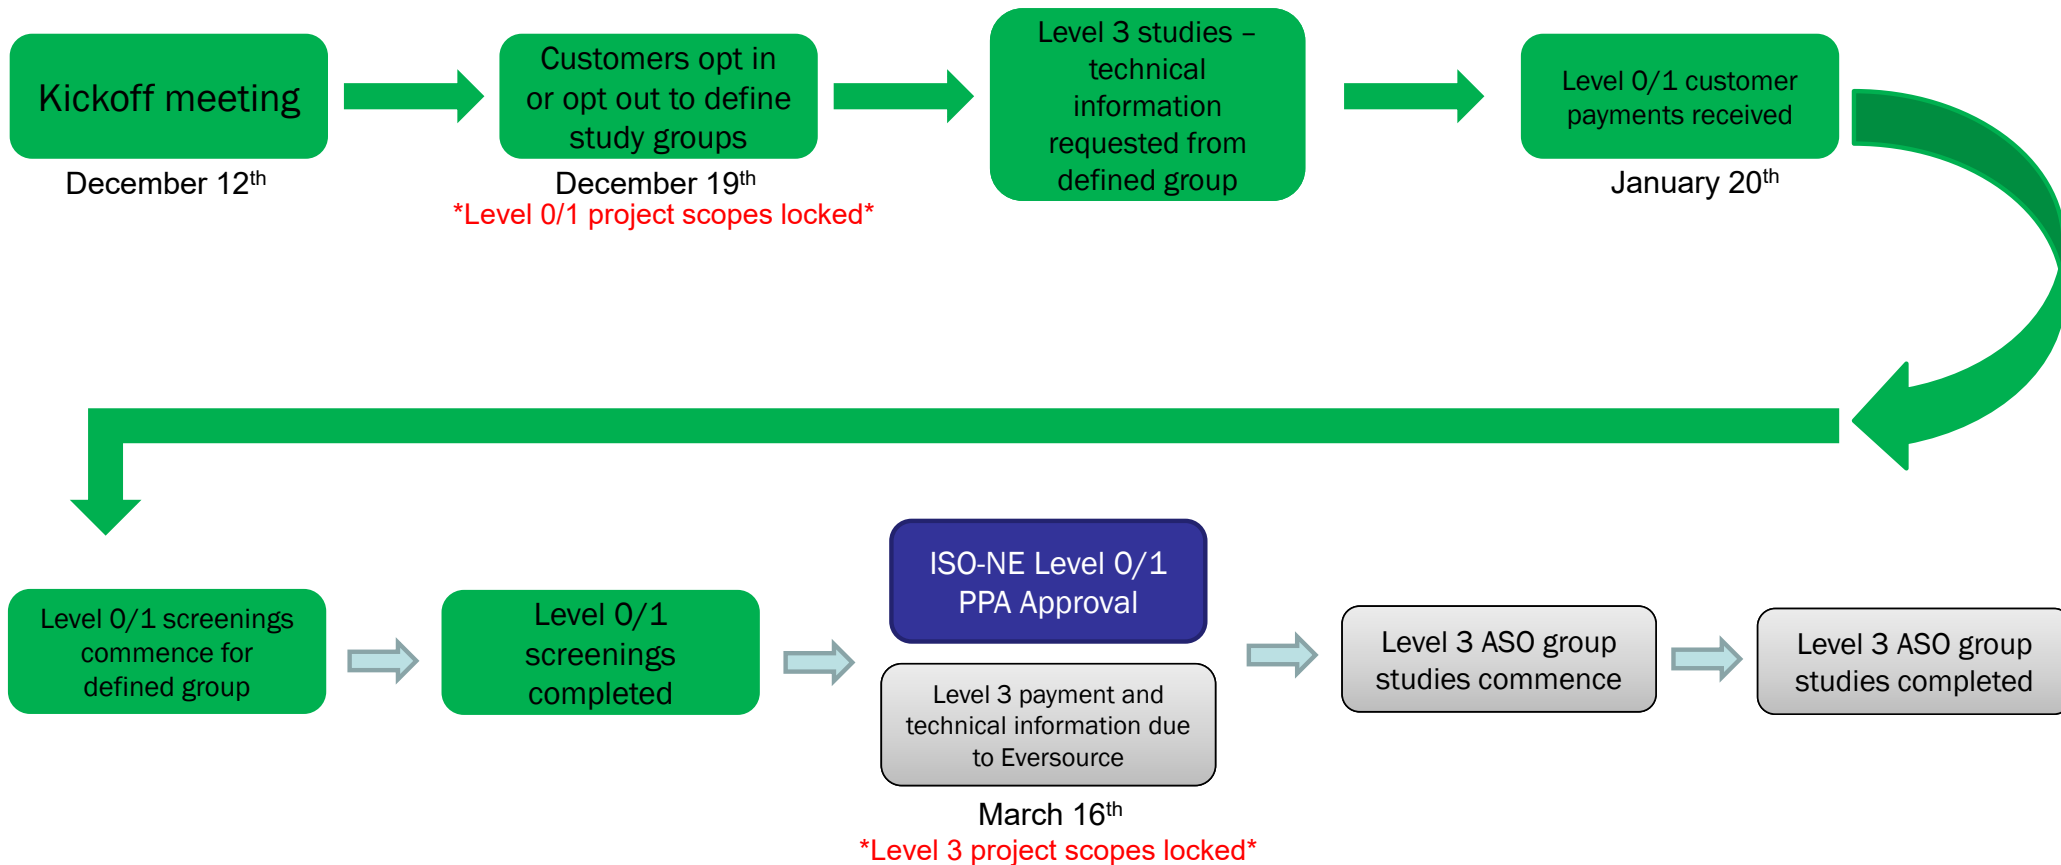 Kickoff meeting
December 12th
Customers opt in
or opt out to define
study groups
December 19th
*Level 0/1 project scopes locked*
Level 3 studies –
technical
information
requested from
defined group
Level 0/1 customer
payments received
January 20th
Level 0/1 screenings
commence for
defined group
Level 0/1
screenings
completed
ISO-NE Level 0/1
PPA Approval
Level 3 payment and
technical information due
to Eversource
March 16th
*Level 3 project scopes locked*
Level 3 ASO group
studies commence
Level 3 ASO group
studies completed